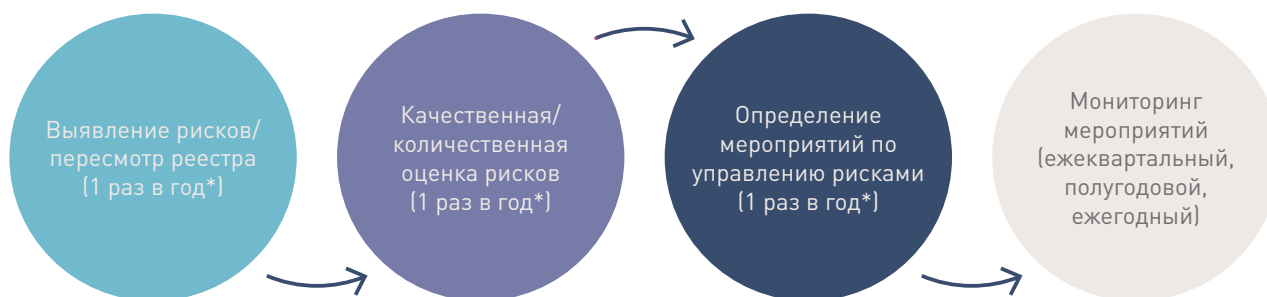 Выявление рисков/
пересмотр реестра
(1 раз в год*)
Качественная/
количественная
оценка рисков
(1 раз в год*)
Определение
мероприятий по
управлению рисками
(1 раз в год*)
Мониторинг
мероприятий
(ежеквартальный,
полугодовой,
ежегодный)